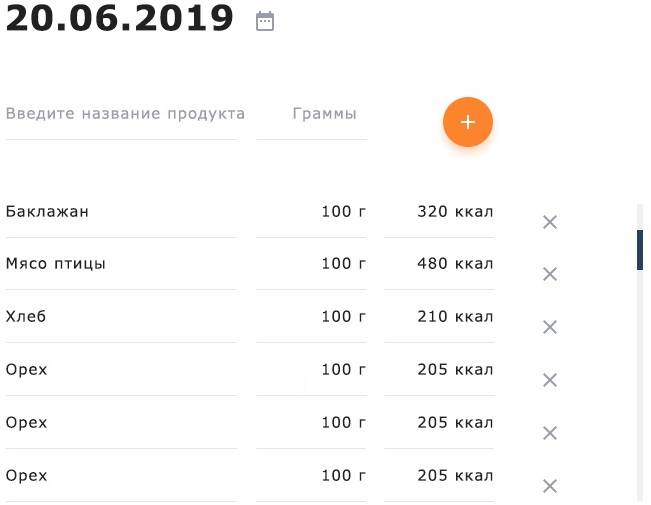 20.06.2019
Введите название продукта Граммы
Баклажан 100 г 320 ккал
Мясо птицы 100 г 480 ккал
Хлеб 100 г 210 ккал
Орех 100 г 205 ккал
Орех 100 г 205 ккал
Орех 100 г 205 ккал